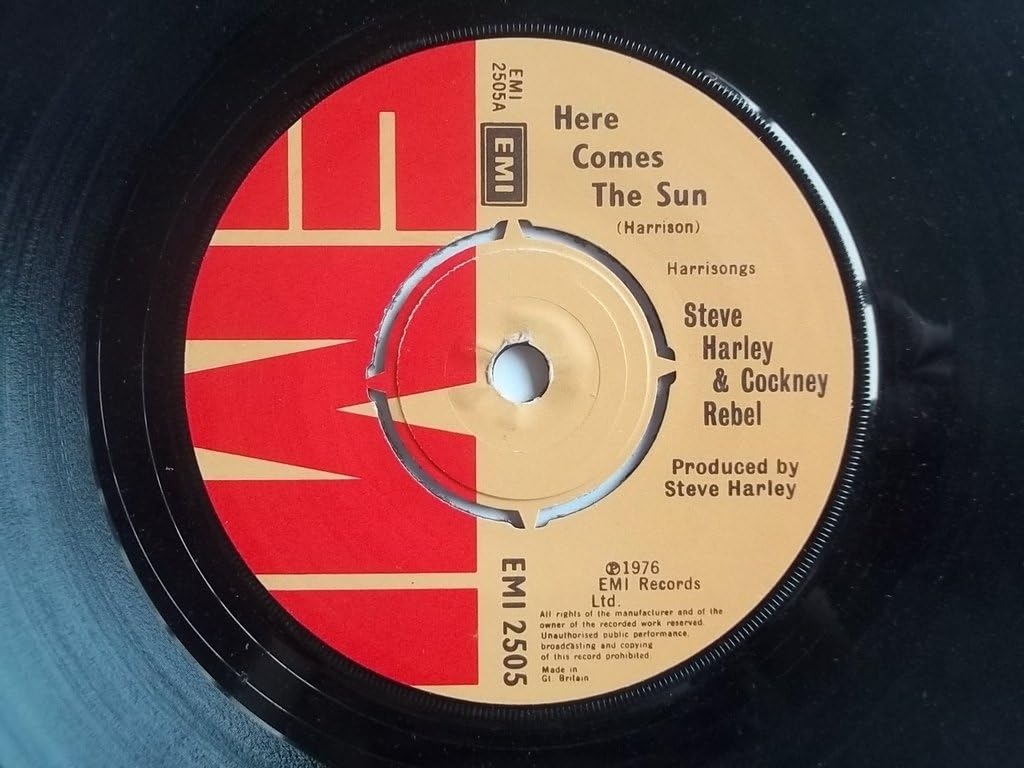 EMI
2505A
EMI
Here
Comes
The Sun
(Harrison)
Harrisongs
Steve
Harley
& Cockney
Rebel
Produced by
Steve Harley
EMI 2505
℗1976
EMI Records
Ltd.
All rights of the manufacturer and of the
owner of the recorded work reserved.
Unauthorised public performance,
broadcasting and copying
of this record prohibited.
Made in
Gt. Britain
EMI